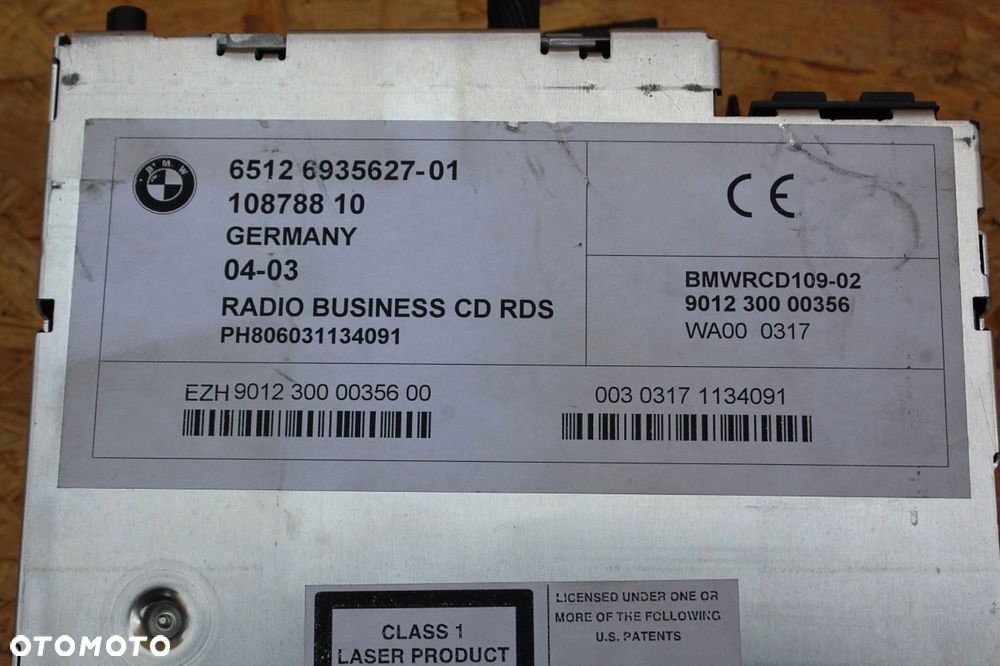 BMW
6512 6935627-01
108788 10
GERMANY
04-03
RADIO BUSINESS CD RDS
PH806031134091
CE
BMWRCD109-02
9012 300 00356
WA00 0317
EZH 9012 300 00356 00
003 0317 1134091
CLASS 1
LASER PRODUCT
LICENSED UNDER ONE OR
MORE OF THE FOLLOWING
U.S. PATENTS
OTOMOTO